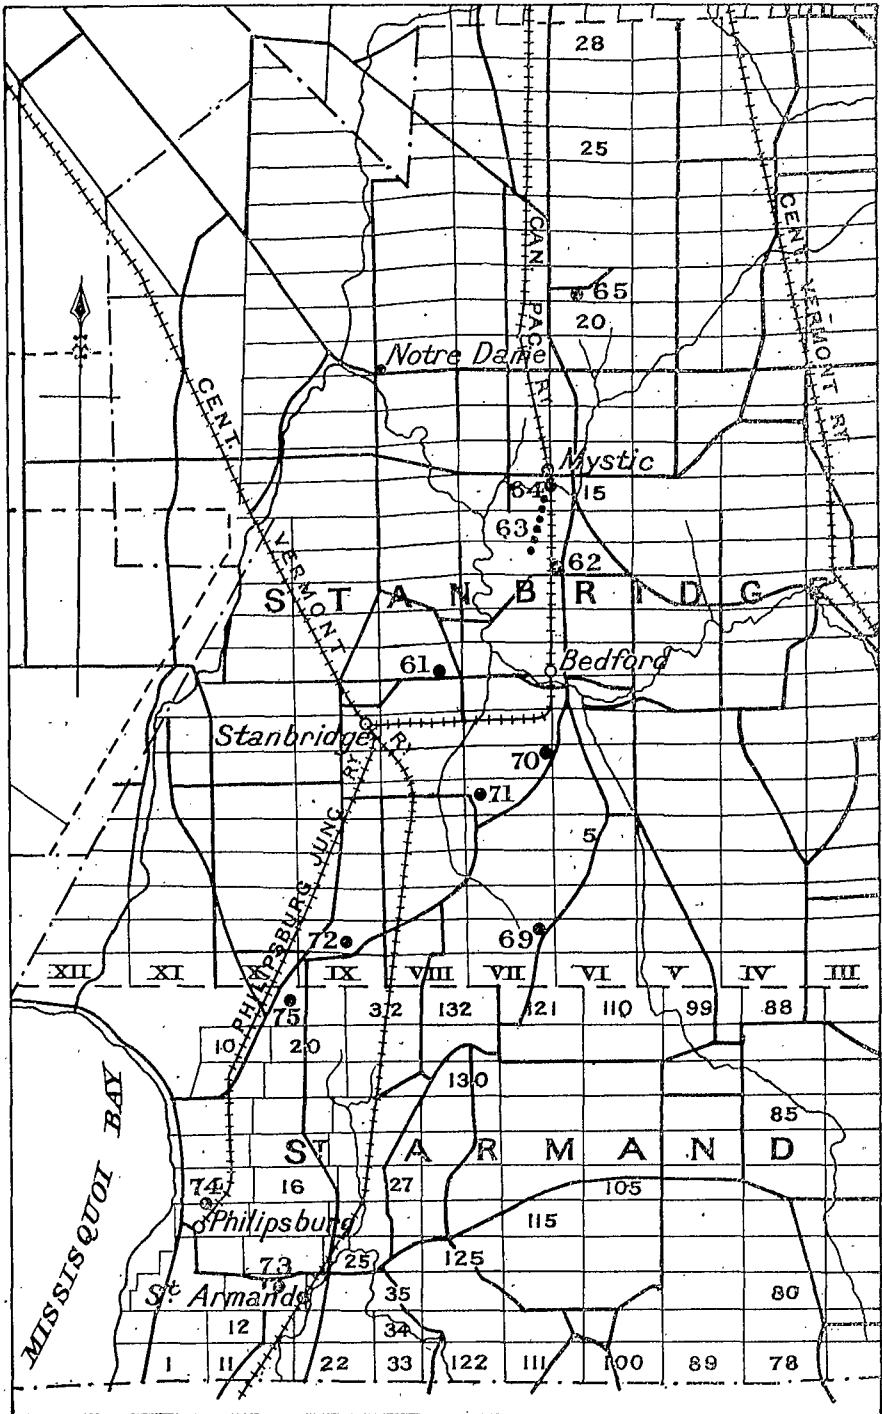 28
25
CAN. PAC. RY
CENT. VERMONT RY
65
20
Notre Dame
CENT. VERMONT RY
Mystic
64
15
63
62
STANBRIDGE
61
Bedford
Stanbridge
70
71
5
PHILIPSBURG JUNC RY
72
69
XII XI X IX VIII VII VI V IV III
75
32 132 121 110 99 88
10 20
130
85
MISSISQUOI BAY
ST ARMAND
74
16 27 105
Philipsburg
115
73 25 125
St. Armand
35
80
12
34
1 11 22 33 122 111 100 89 78